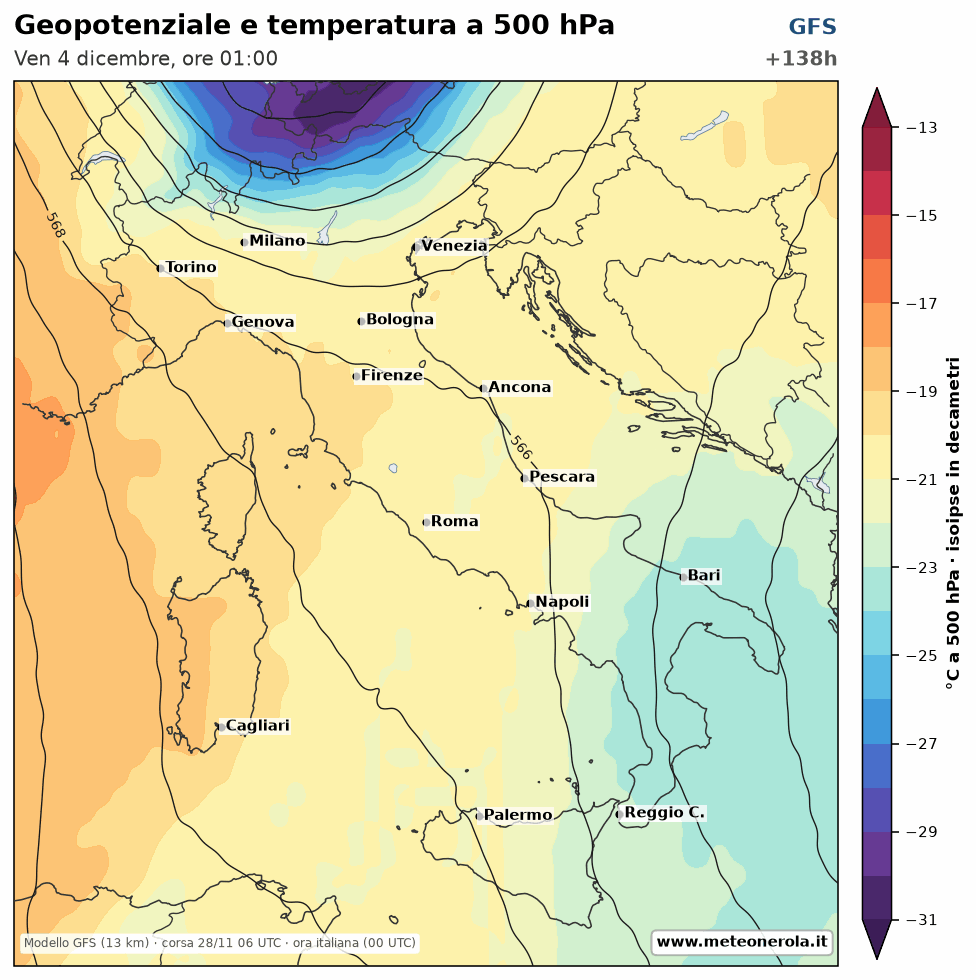 Geopotenziale e temperatura a 500 hPa
GFS
Ven 4 dicembre, ore 01:00
+138h
568
Milano
Venezia
Torino
Genova
Bologna
Firenze
Ancona
566
Pescara
Roma
Bari
Napoli
Cagliari
Palermo
Reggio C.
−13
−15
−17
−19
−21
−23
−25
−27
−29
−31
°C a 500 hPa · isoipse in decametri
Modello GFS (13 km) · corsa 28/11 06 UTC · ora italiana (00 UTC)
www.meteonerola.it